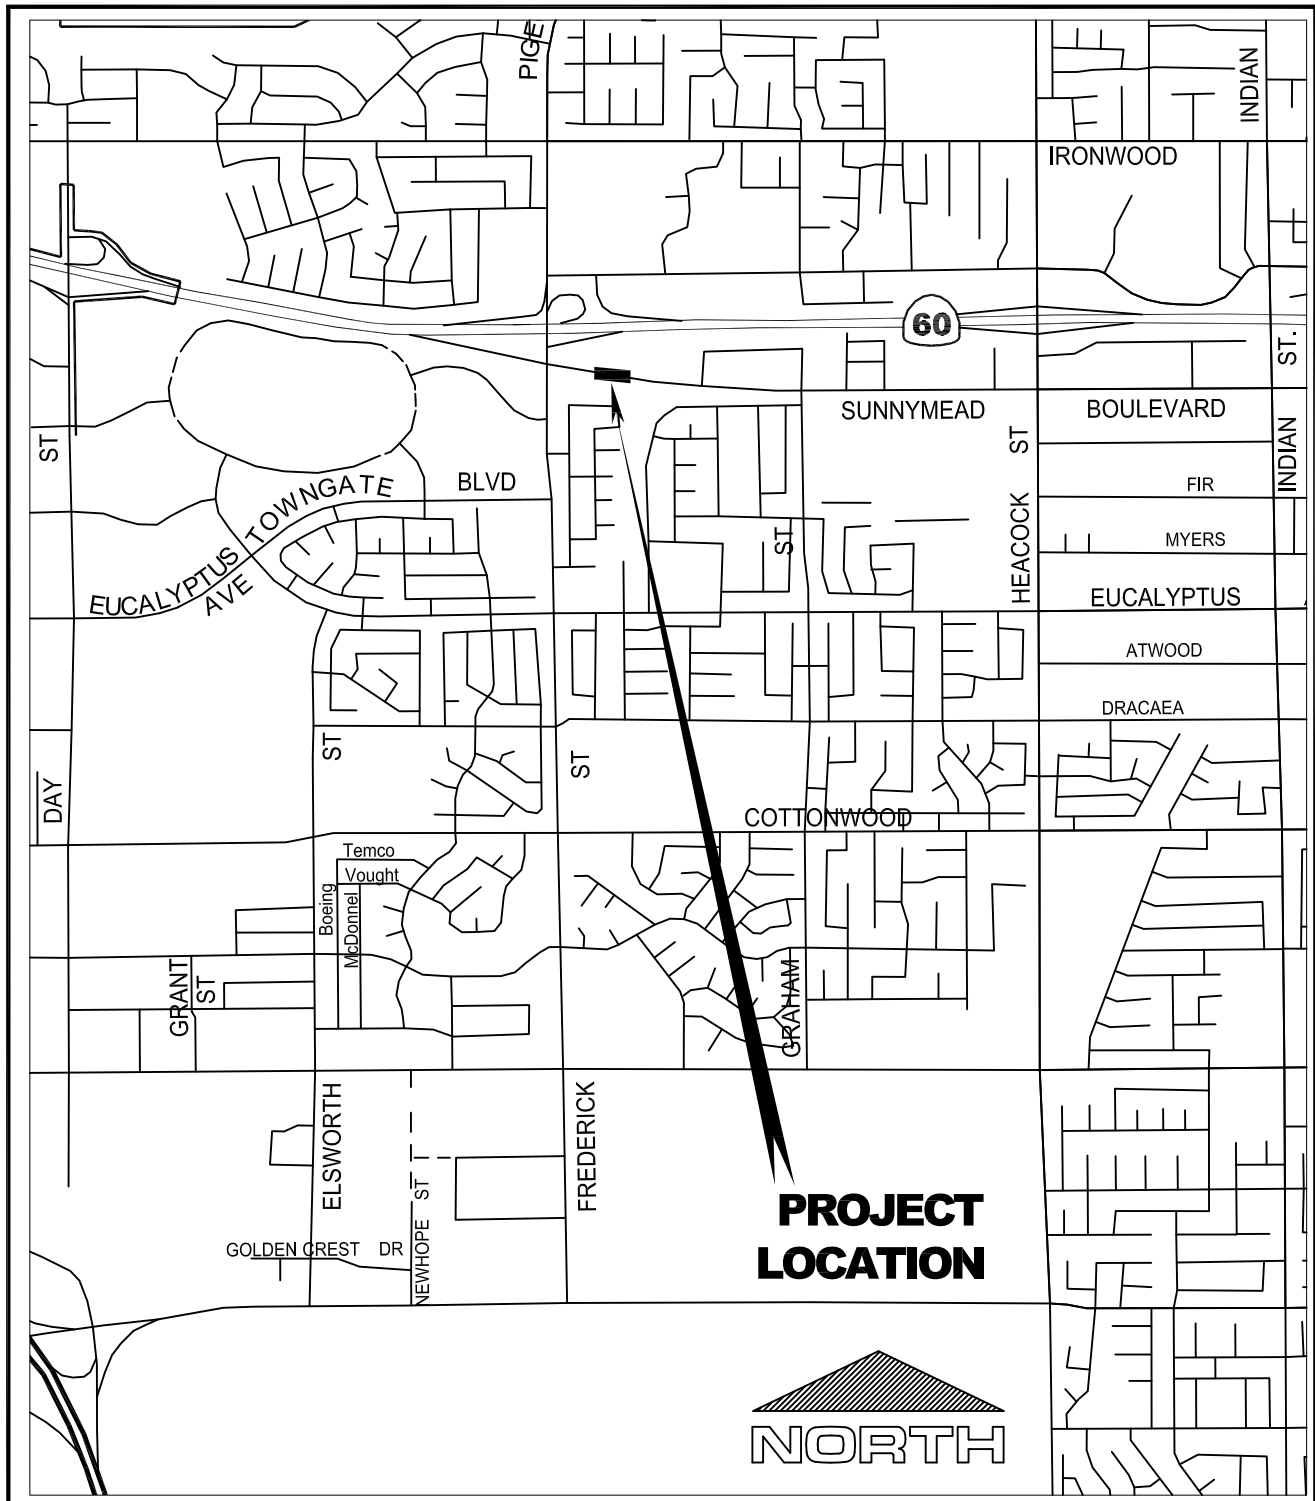 PIGE
INDIAN
IRONWOOD
60
ST.
SUNNYMEAD BOULEVARD
ST
HEACOCK ST
INDIAN
TOWNGATE BLVD
FIR
MYERS
EUCALYPTUS AVE
ST
EUCALYPTUS
ATWOOD
DRACAEA
ST
ST
DAY
COTTONWOOD
Temco
Vought
Boeing
McDonnel
GRANT ST
GRAHAM
ELSWORTH
FREDERICK
NEWHOPE ST
GOLDEN CREST DR
PROJECT
LOCATION
NORTH